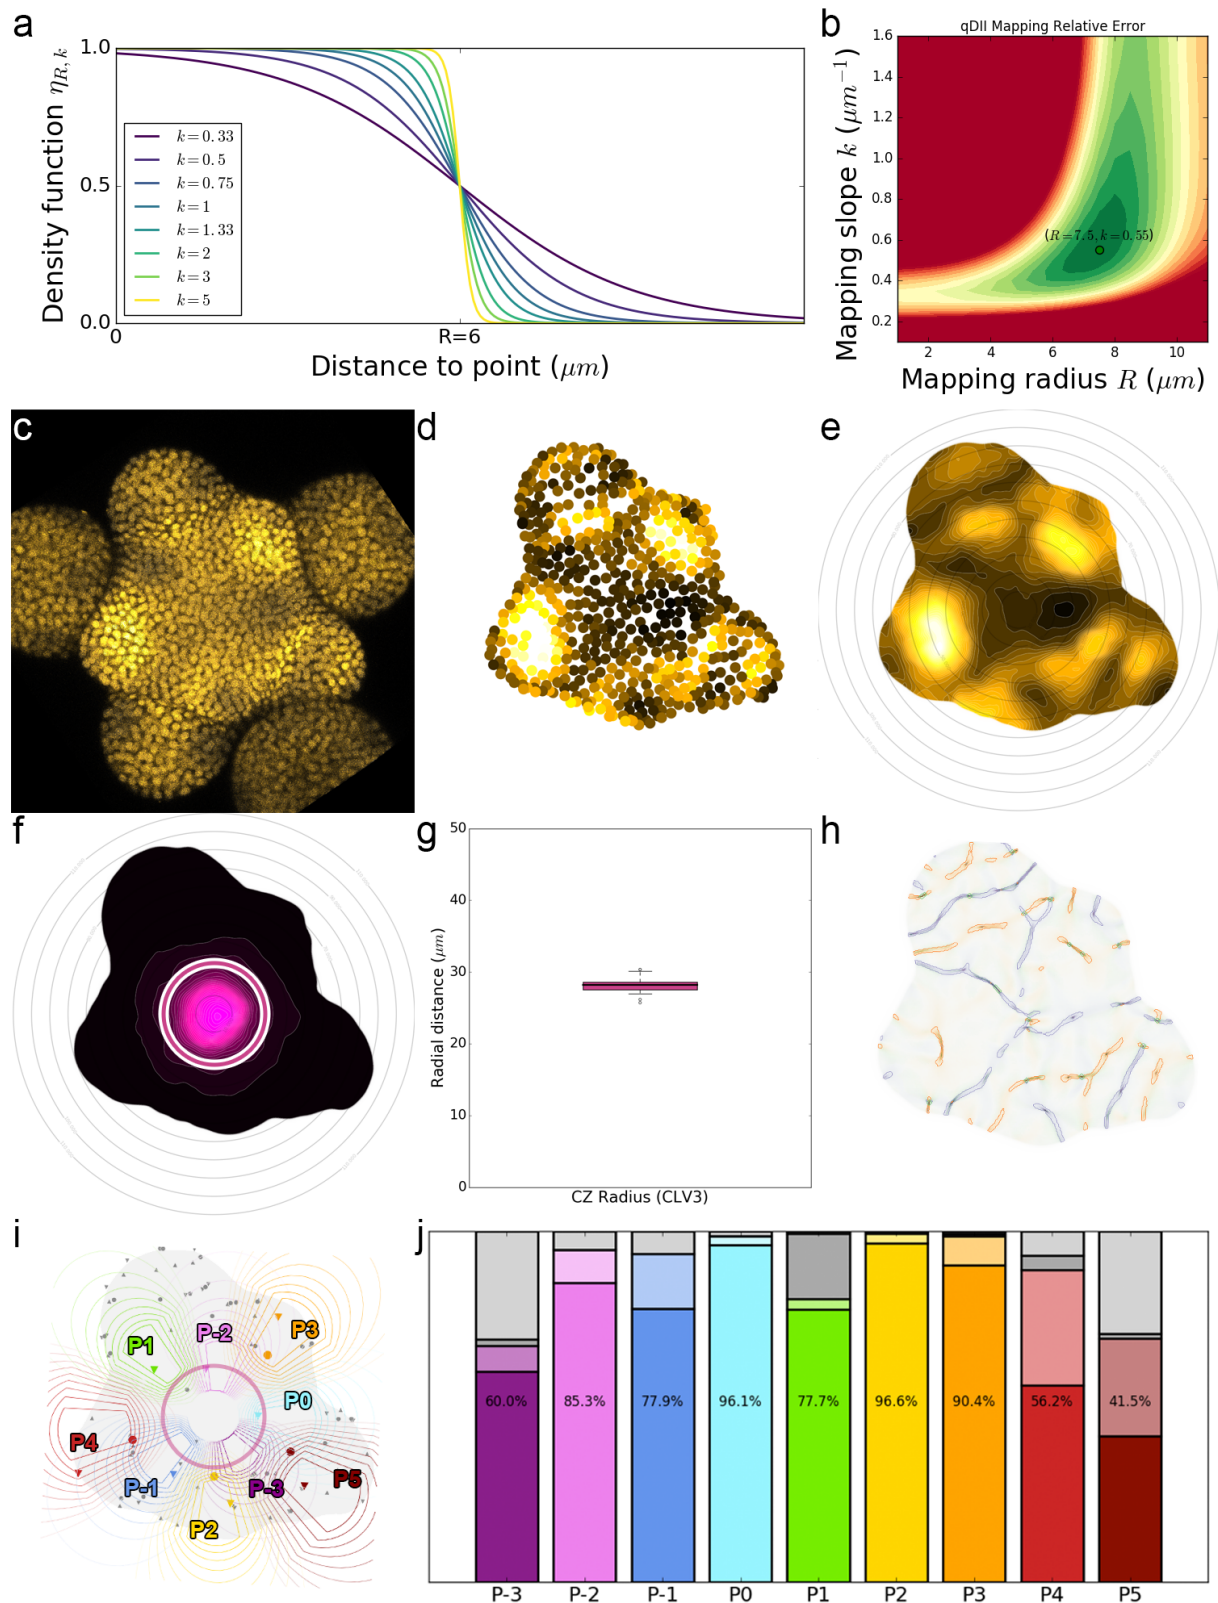 a
Density function η_{R,k}
1.0
0.5
0.0
k=0.33
k=0.5
k=0.75
k=1
k=1.33
k=2
k=3
k=5
0
R=6
Distance to point (μm)
b
qDII Mapping Relative Error
Mapping slope k (μm⁻¹)
1.6
1.4
1.2
1.0
0.8
0.6
0.4
0.2
(R=7.5,k=0.55)
2 4 6 8 10
Mapping radius R (μm)
c
d
e
f
g
Radial distance (μm)
50
40
30
20
10
0
CZ Radius (CLV3)
h
i
P-2
P3
P1
P0
P4
P-1
P-3
P5
P2
j
60.0% 85.3% 77.9% 96.1% 77.7% 96.6% 90.4% 56.2% 41.5%
P-3 P-2 P-1 P0 P1 P2 P3 P4 P5